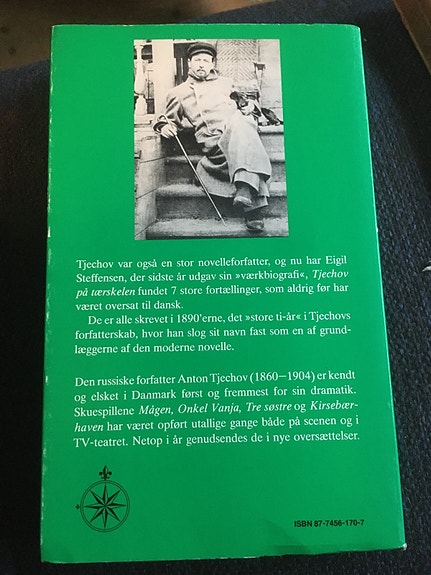 Tjechov var også en stor novelleforfatter, og nu har Eigil
Steffensen, der sidste år udgav sin »værkbiografi«, Tjechov
på tærskelen fundet 7 store fortællinger, som aldrig før har
været oversat til dansk.
De er alle skrevet i 1890'erne, det »store ti-år« i Tjechovs
forfatterskab, hvor han slog sit navn fast som en af grund-
læggerne af den moderne novelle.
Den russiske forfatter Anton Tjechov (1860–1904) er kendt
og elsket i Danmark først og fremmest for sin dramatik.
Skuespillene Mågen, Onkel Vanja, Tre søstre og Kirsebær-
haven har været opført utallige gange både på scenen og i
TV-teatret. Netop i år genudsendes de i nye oversættelser.
ISBN 87-7456-170-7